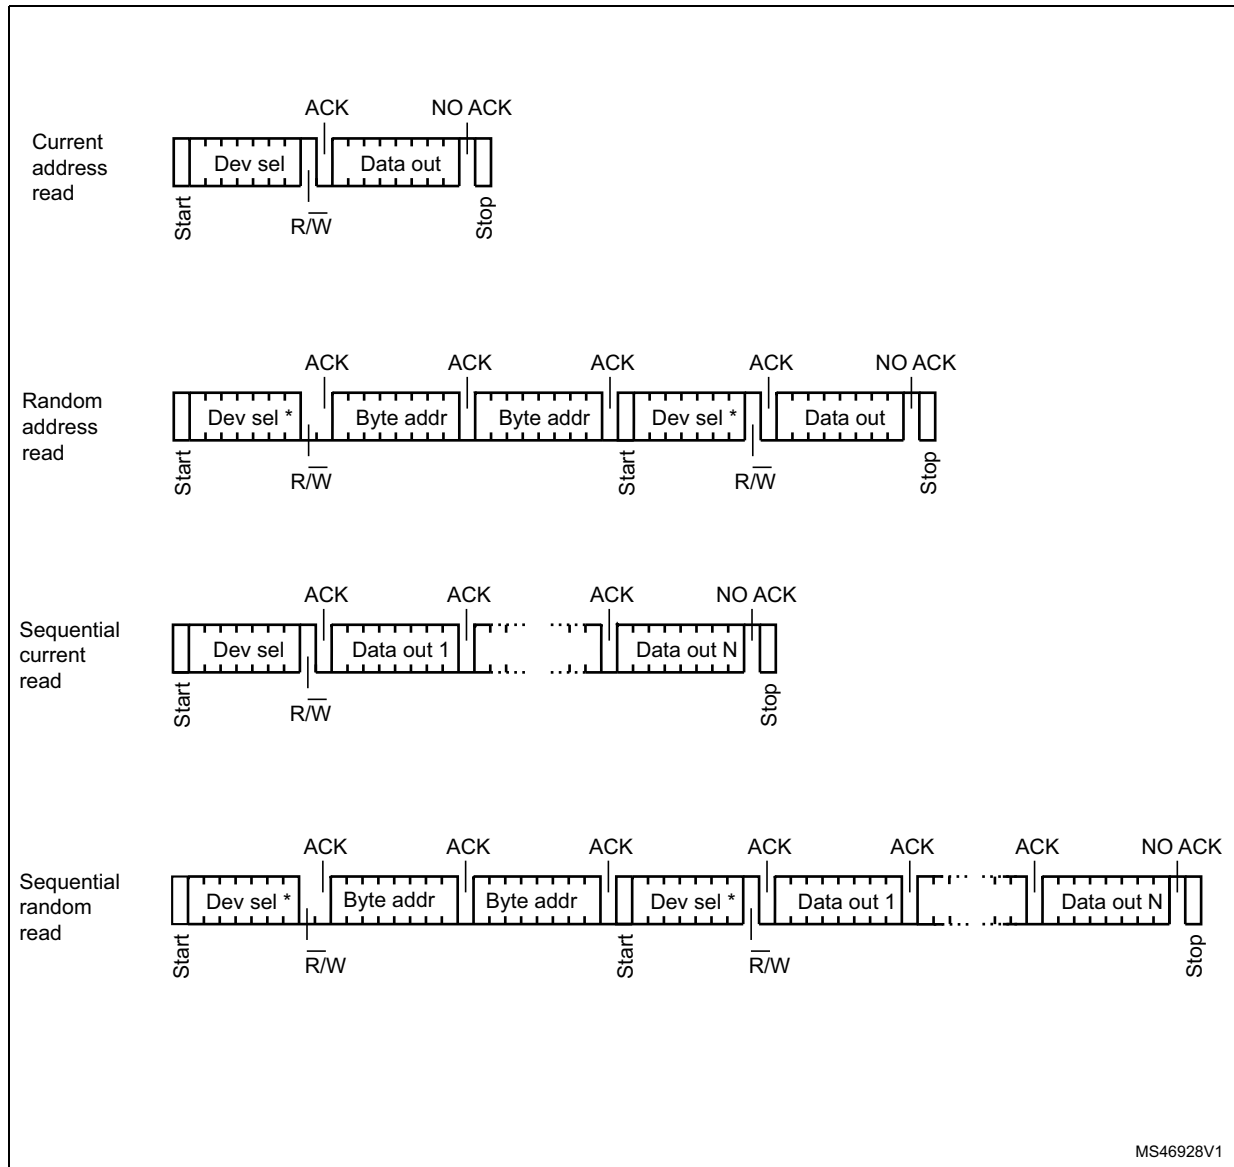 ACK NO ACK
Current
address
read
Dev sel Data out
Start R/W̅ Stop
ACK ACK ACK ACK NO ACK
Random
address
read
Dev sel * Byte addr Byte addr Dev sel * Data out
Start R/W̅ Start R/W̅ Stop
ACK ACK ACK NO ACK
Sequential
current
read
Dev sel Data out 1 Data out N
Start R/W̅ Stop
ACK ACK ACK ACK ACK ACK NO ACK
Sequential
random
read
Dev sel * Byte addr Byte addr Dev sel * Data out 1 Data out N
Start R̅/W Start R̅/W Stop
MS46928V1